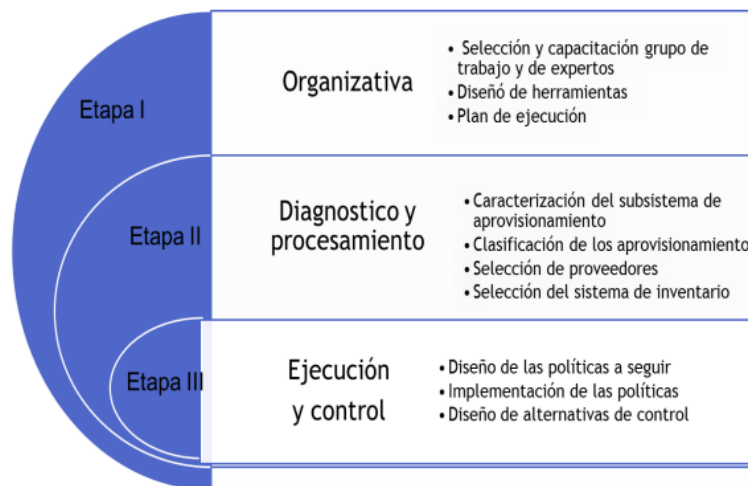 Etapa I
Organizativa
• Selección y capacitación grupo de
trabajo y de expertos
• Diseñó de herramientas
• Plan de ejecución
Etapa II
Diagnostico y
procesamiento
• Caracterización del subsistema de
aprovisionamiento
• Clasificación de los aprovisionamiento
• Selección de proveedores
• Selección del sistema de inventario
Etapa III
Ejecución
y control
• Diseño de las políticas a seguir
• Implementación de las políticas
• Diseño de alternativas de control